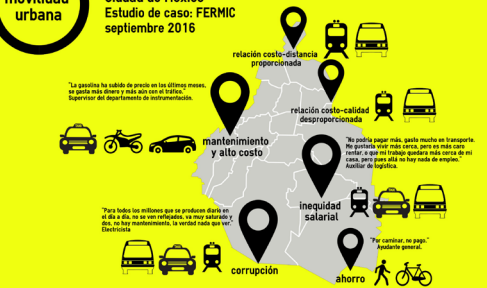 movilidad
urbana
Ciudad de México
Estudio de caso: FERMIC
septiembre 2016
relación costo-distancia
proporcionada
"La gasolina ha subido de precio en los últimos meses,
se gasta más dinero y más aún con el tráfico."
Supervisor del departamento de instrumentación.
relación costo-calidad
desproporcionada
mantenimiento
y alto costo
"No podría pagar más, gasto mucho en transporte.
Me gustaría vivir más cerca, pero es más caro
rentar, o que mi trabajo quedara más cerca de mi
casa, pero pues allá no hay nada de empleo."
Auxiliar de logística.
inequidad
salarial
"Para todos los millones que se producen diario en
el día a día, no se ven reflejados, va muy saturado y
dos, no hay mantenimiento, la verdad nada que ver."
Electricista
corrupción
"Por caminar, no pago."
Ayudante general.
ahorro